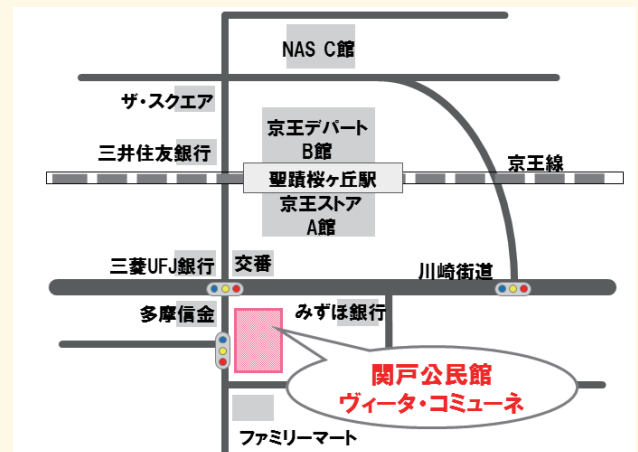 NAS C館
ザ・スクエア
京王デパート
B館
三井住友銀行
京王線
聖蹟桜ヶ丘駅
京王ストア
A館
三菱UFJ銀行
交番
川崎街道
多摩信金
みずほ銀行
関戸公民館
ヴィータ・コミューネ
ファミリーマート